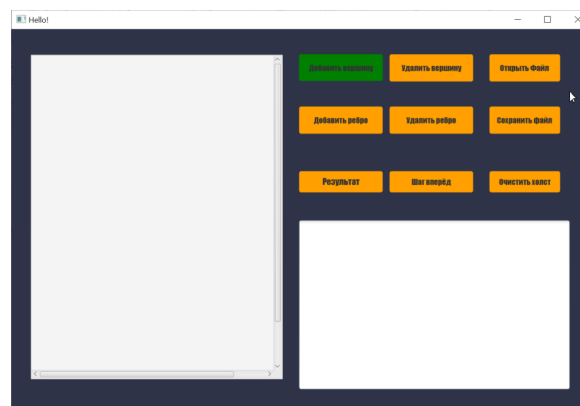 Hello!
Добавить вершину
Удалить вершину
Открыть Файл
Добавить ребро
Удалить ребро
Сохранить файл
Результат
Шаг вперёд
Очистить холст